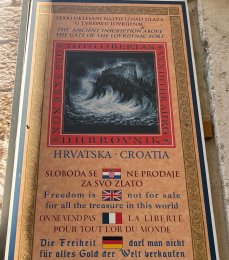 STARI UKLESANI NATPIS IZNAD ULAZA
U TVRĐAVU LOVRIJENAC
THE ANCIENT INSCRIPTION ABOVE
THE GATE OF THE LOVRIJENAC FORT
LIBERTAS
NON BENE
VENDITUR AURO
DUBROVNIK
HRVATSKA · CROATIA
SLOBODA SE NE PRODAJE
ZA SVO ZLATO
Freedom is not for sale
for all the treasure in this world
ON NE VEND PAS LA LIBERTÉ
POUR TOUT L'OR DU MONDE
Die Freiheit darf man nicht
für alles Gold der Welt verkaufen